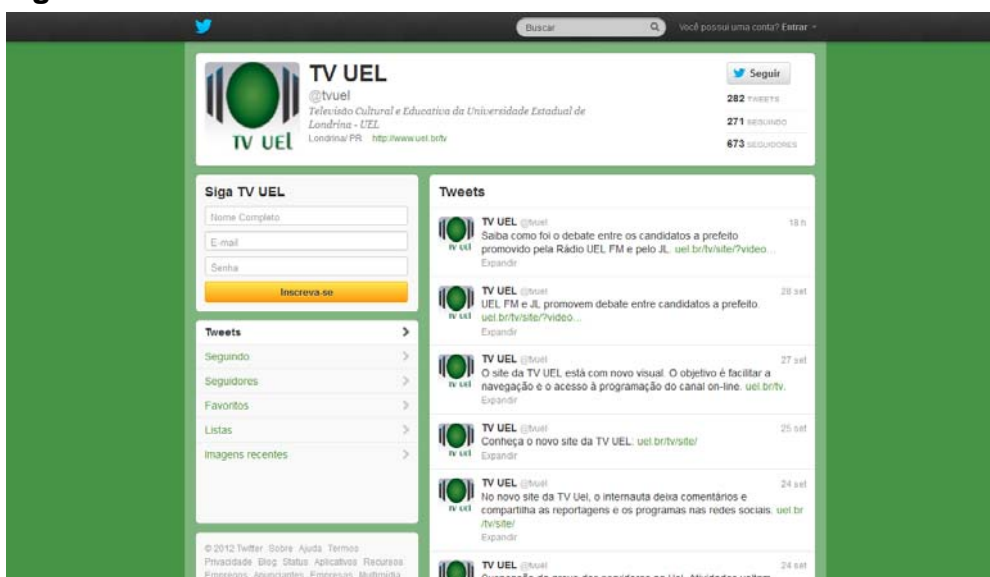 Buscar
Você possui uma conta? Entrar
TV UEL
@tvuel
Televisão Cultural e Educativa da Universidade Estadual de
Londrina - UEL
Londrina/ PR http://www.uel.br/tv
TV UEL
Seguir
282 TWEETS
271 SEGUINDO
673 SEGUIDORES
Siga TV UEL
Nome Completo
E-mail
Senha
Inscreva-se
Tweets
Seguindo
Seguidores
Favoritos
Listas
Imagens recentes
© 2012 Twitter Sobre Ajuda Termos
Privacidade Blog Status Aplicativos Recursos
Empregos Anunciantes Empresas Multimídia
Tweets
TV UEL @tvuel 18 h
Saiba como foi o debate entre os candidatos a prefeito
promovido pela Rádio UEL FM e pelo JL. uel.br/tv/site/?video...
Expandir
TV UEL @tvuel 28 set
UEL FM e JL promovem debate entre candidatos a prefeito.
uel.br/tv/site/?video...
Expandir
TV UEL @tvuel 27 set
O site da TV UEL está com novo visual. O objetivo é facilitar a
navegação e o acesso à programação do canal on-line. uel.br/tv.
Expandir
TV UEL @tvuel 25 set
Conheça o novo site da TV UEL: uel.br/tv/site/
Expandir
TV UEL @tvuel 24 set
No novo site da TV Uel, o internauta deixa comentários e
compartilha as reportagens e os programas nas redes sociais. uel.br
/tv/site/
Expandir
TV UEL @tvuel 24 set